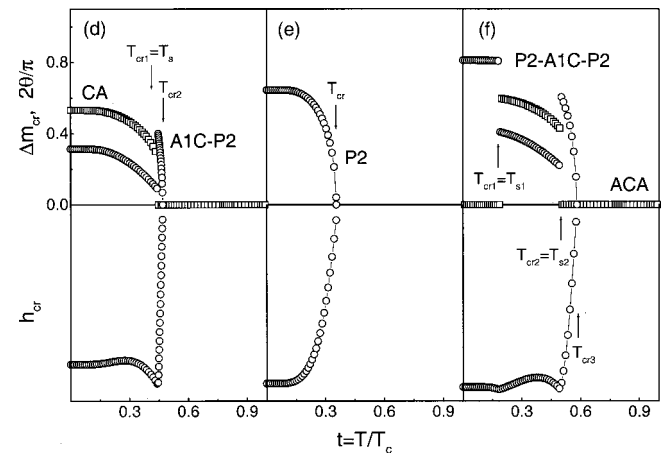 Δm_cr, 2θ/π
h_cr
0.8
0.4
0.0
(d)
T_cr1=T_s
T_cr2
CA
A1C-P2
(e)
T_cr
P2
(f)
P2-A1C-P2
T_cr1=T_s1
ACA
T_cr2=T_s2
T_cr3
0.3 0.6 0.9 0.3 0.6 0.9 0.3 0.6 0.9
t=T/T_c